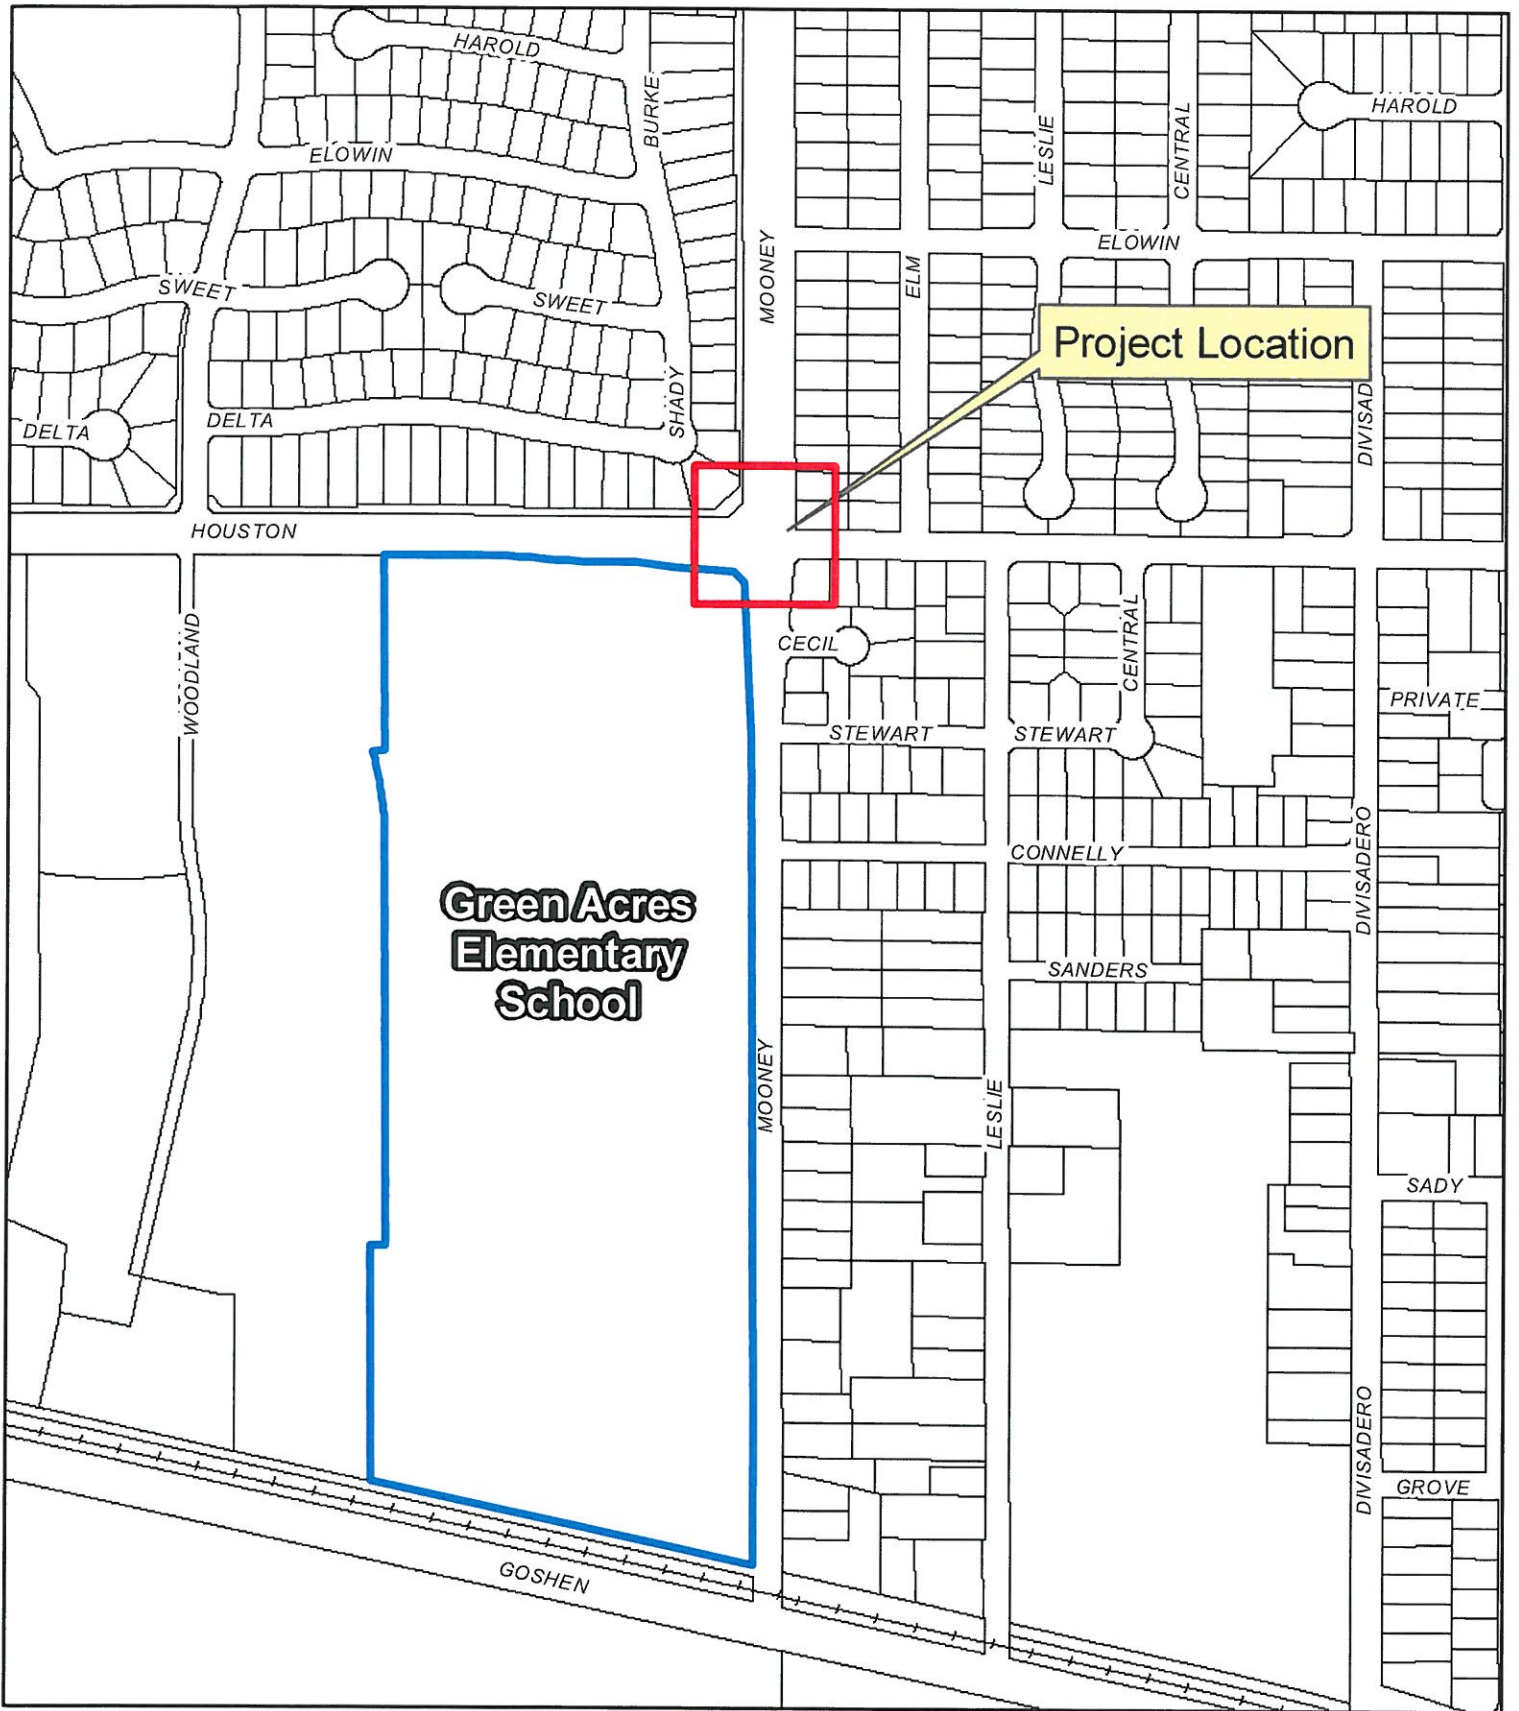 HAROLD
BURKE
HAROLD
LESLIE
CENTRAL
ELOWIN
ELOWIN
MOONEY
ELM
SWEET
SWEET
Project Location
SHADY
DELTA
DELTA
DIVISAD
HOUSTON
WOODLAND
CECIL
CENTRAL
PRIVATE
STEWART
STEWART
CONNELLY
DIVISADERO
Green Acres
Elementary
School
SANDERS
MOONEY
LESLIE
SADY
DIVISADERO
GROVE
GOSHEN